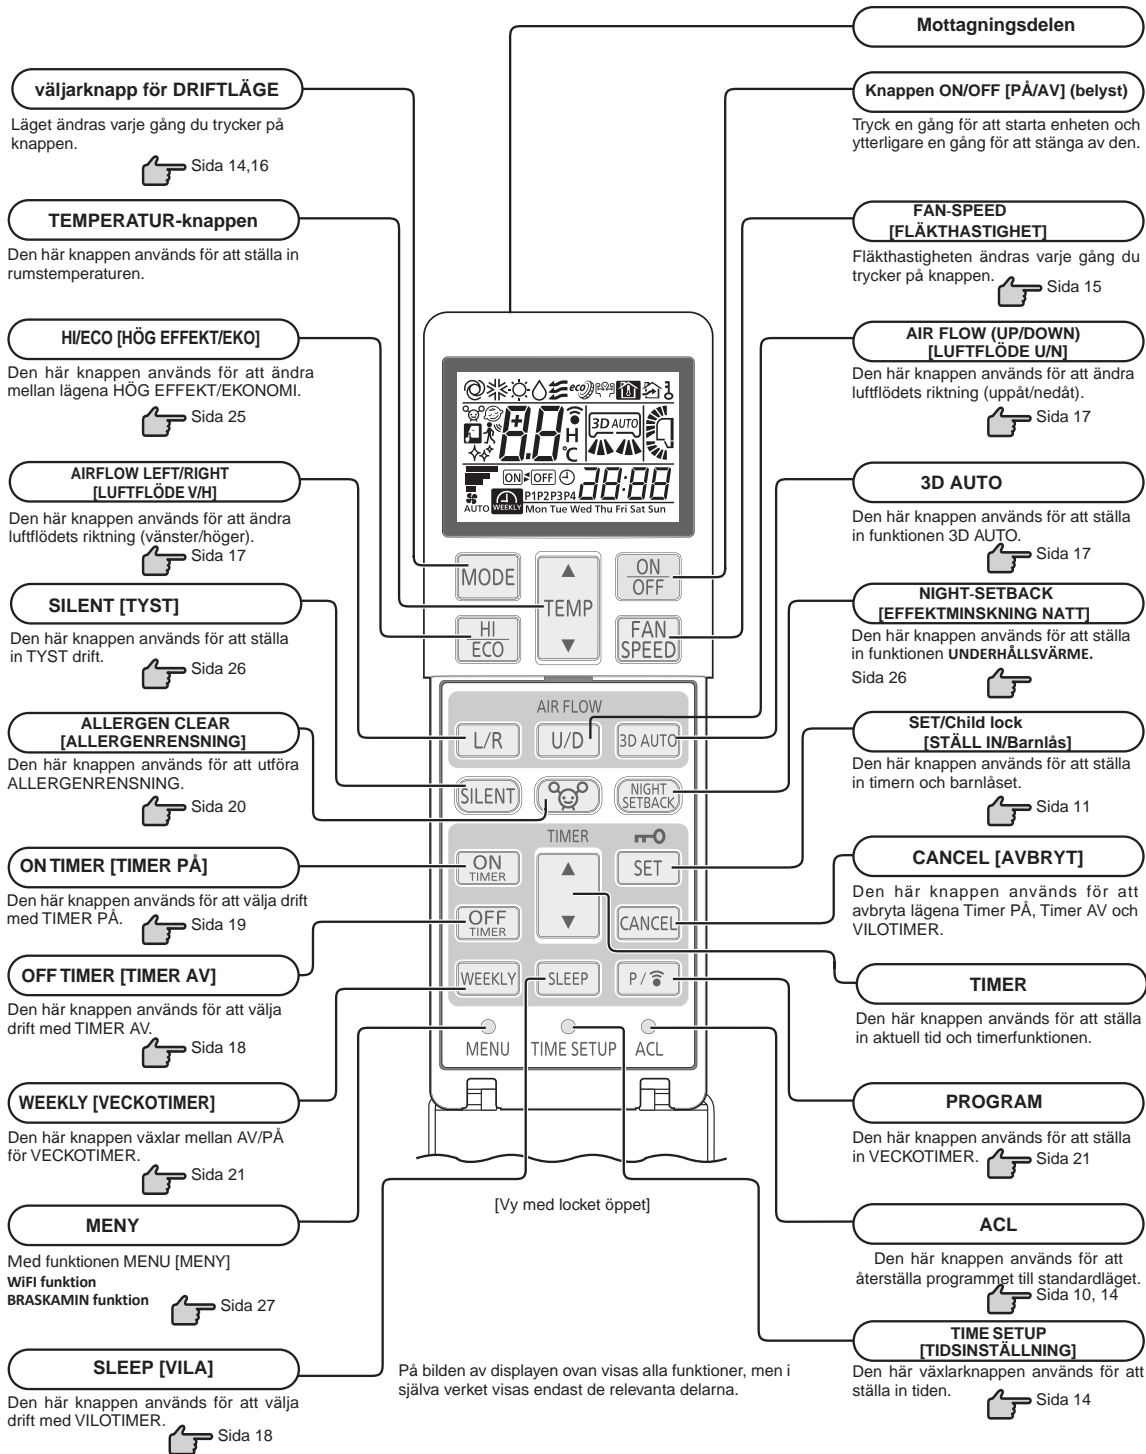 Mottagningsdelen
väljarknapp för DRIFTLÄGE
Läget ändras varje gång du trycker på
knappen.
Sida 14,16
TEMPERATUR-knappen
Den här knappen används för att ställa in
rumstemperaturen.
HI/ECO [HÖG EFFEKT/EKO]
Den här knappen används för att ändra
mellan lägena HÖG EFFEKT/EKONOMI.
Sida 25
AIRFLOW LEFT/RIGHT
[LUFTFLÖDE V/H]
Den här knappen används för att ändra
luftflödets riktning (vänster/höger).
Sida 17
SILENT [TYST]
Den här knappen används för att ställa
in TYST drift.
Sida 26
ALLERGEN CLEAR
[ALLERGENRENSNING]
Den här knappen används för att utföra
ALLERGENRENSNING.
Sida 20
ON TIMER [TIMER PÅ]
Den här knappen används för att välja drift
med TIMER PÅ.
Sida 19
OFF TIMER [TIMER AV]
Den här knappen används för att välja
drift med TIMER AV.
Sida 18
WEEKLY [VECKOTIMER]
Den här knappen växlar mellan AV/PÅ
för VECKOTIMER.
Sida 21
MENY
Med funktionen MENU [MENY]
WiFI funktion
BRASKAMIN funktion
Sida 27
SLEEP [VILA]
Den här knappen används för att välja
drift med VILOTIMER.
Sida 18
eco
3D AUTO
H
°C
ON OFF 28:88
AUTO WEEKLY P1P2P3P4
Mon Tue Wed Thu Fri Sat Sun
MODE
TEMP
ON
OFF
HI
ECO
FAN
SPEED
AIR FLOW
L/R
U/D
3D AUTO
SILENT
NIGHT
SETBACK
TIMER
ON
TIMER
SET
OFF
TIMER
CANCEL
WEEKLY
SLEEP
P/
MENU
TIME SETUP
ACL
[Vy med locket öppet]
På bilden av displayen ovan visas alla funktioner, men i
själva verket visas endast de relevanta delarna.
Knappen ON/OFF [PÅ/AV] (belyst)
Tryck en gång för att starta enheten och
ytterligare en gång för att stänga av den.
FAN-SPEED
[FLÄKTHASTIGHET]
Fläkthastigheten ändras varje gång du
trycker på knappen.
Sida 15
AIR FLOW (UP/DOWN)
[LUFTFLÖDE U/N]
Den här knappen används för att ändra
luftflödets riktning (uppåt/nedåt).
Sida 17
3D AUTO
Den här knappen används för att ställa
in funktionen 3D AUTO.
Sida 17
NIGHT-SETBACK
[EFFEKTMINSKNING NATT]
Den här knappen används för att ställa
in funktionen UNDERHÅLLSVÄRME.
Sida 26
SET/Child lock
[STÄLL IN/Barnlås]
Den här knappen används för att ställa
in timern och barnlåset.
Sida 11
CANCEL [AVBRYT]
Den här knappen används för att
avbryta lägena Timer PÅ, Timer AV och
VILOTIMER.
TIMER
Den här knappen används för att ställa
in aktuell tid och timerfunktionen.
PROGRAM
Den här knappen används för att ställa
in VECKOTIMER.
Sida 21
ACL
Den här knappen används för att
återställa programmet till standardläget.
Sida 10, 14
TIME SETUP
[TIDSINSTÄLLNING]
Den här växlarknappen används för att
ställa in tiden.
Sida 14